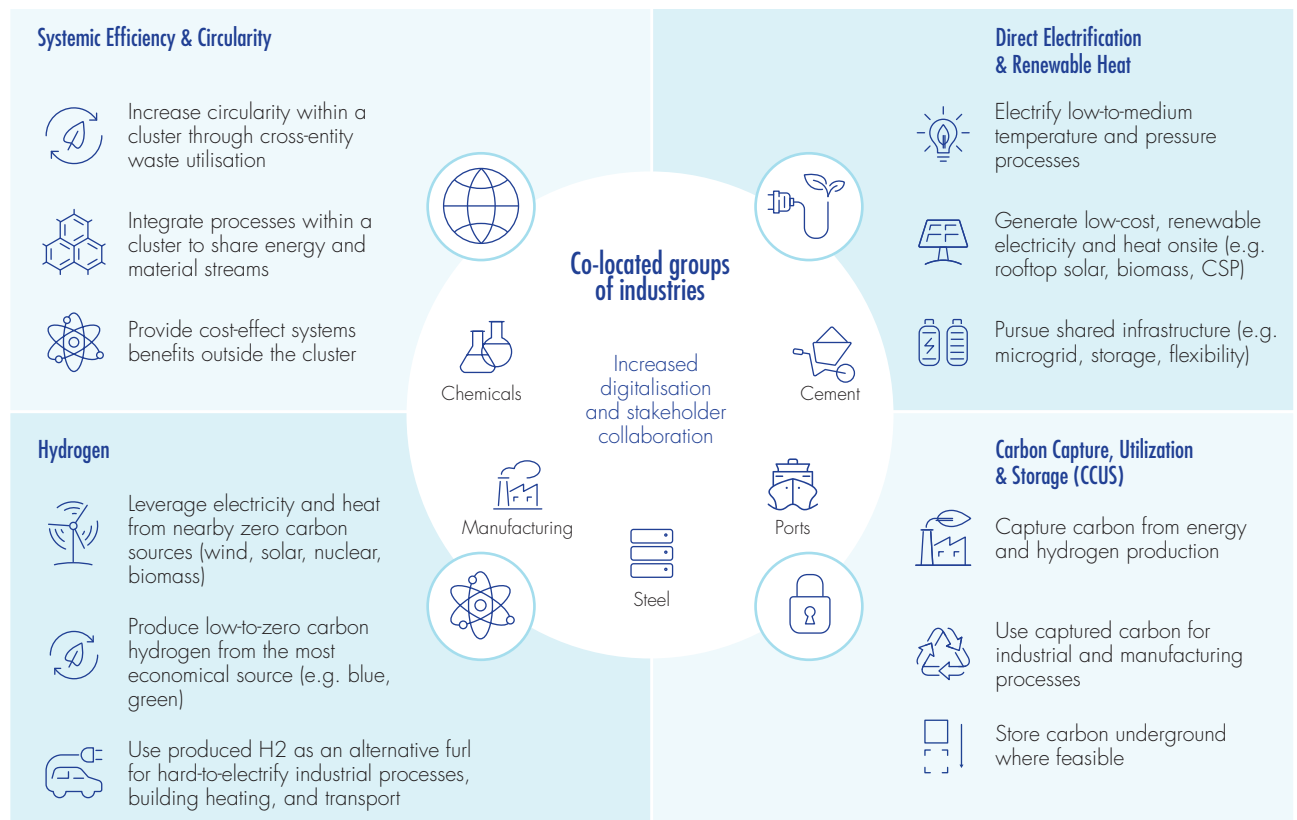 Systemic Efficiency & Circularity
Increase circularity within a
cluster through cross-entity
waste utilisation
Integrate processes within a
cluster to share energy and
material streams
Provide cost-effect systems
benefits outside the cluster
Direct Electrification
& Renewable Heat
Electrify low-to-medium
temperature and pressure
processes
Generate low-cost, renewable
electricity and heat onsite (e.g.
rooftop solar, biomass, CSP)
Pursue shared infrastructure (e.g.
microgrid, storage, flexibility)
Co-located groups
of industries
Increased
digitalisation
and stakeholder
collaboration
Chemicals
Cement
Manufacturing
Ports
Steel
Hydrogen
Leverage electricity and heat
from nearby zero carbon
sources (wind, solar, nuclear,
biomass)
Produce low-to-zero carbon
hydrogen from the most
economical source (e.g. blue,
green)
Use produced H2 as an alternative furl
for hard-to-electrify industrial processes,
building heating, and transport
Carbon Capture, Utilization
& Storage (CCUS)
Capture carbon from energy
and hydrogen production
Use captured carbon for
industrial and manufacturing
processes
Store carbon underground
where feasible